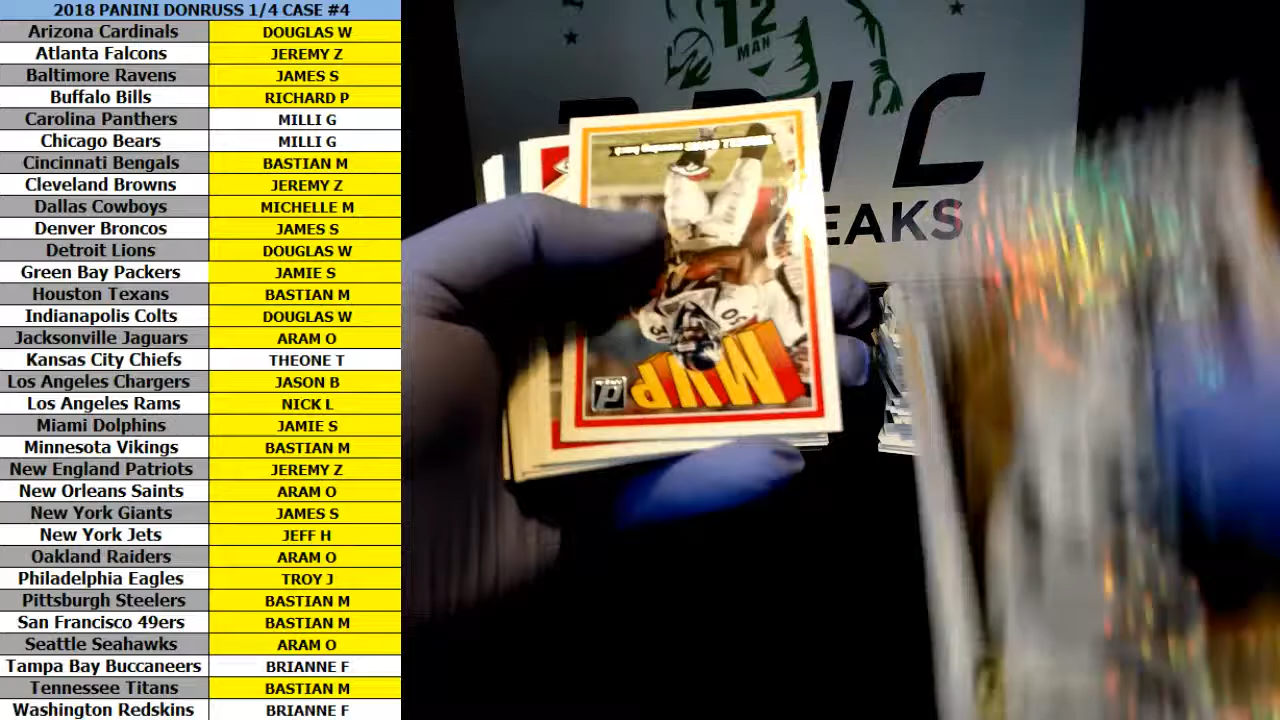 2018 PANINI DONRUSS 1/4 CASE #4
Arizona Cardinals DOUGLAS W
Atlanta Falcons JEREMY Z
Baltimore Ravens JAMES S
Buffalo Bills RICHARD P
Carolina Panthers MILLI G
Chicago Bears MILLI G
Cincinnati Bengals BASTIAN M
Cleveland Browns JEREMY Z
Dallas Cowboys MICHELLE M
Denver Broncos JAMES S
Detroit Lions DOUGLAS W
Green Bay Packers JAMIE S
Houston Texans BASTIAN M
Indianapolis Colts DOUGLAS W
Jacksonville Jaguars ARAM O
Kansas City Chiefs THEONE T
Los Angeles Chargers JASON B
Los Angeles Rams NICK L
Miami Dolphins JAMIE S
Minnesota Vikings BASTIAN M
New England Patriots JEREMY Z
New Orleans Saints ARAM O
New York Giants JAMES S
New York Jets JEFF H
Oakland Raiders ARAM O
Philadelphia Eagles TROY J
Pittsburgh Steelers BASTIAN M
San Francisco 49ers BASTIAN M
Seattle Seahawks ARAM O
Tampa Bay Buccaneers BRIANNE F
Tennessee Titans BASTIAN M
Washington Redskins BRIANNE F
12
MAN
EPIC
EAKS
TERRELL DAVIS running back
30
MVP